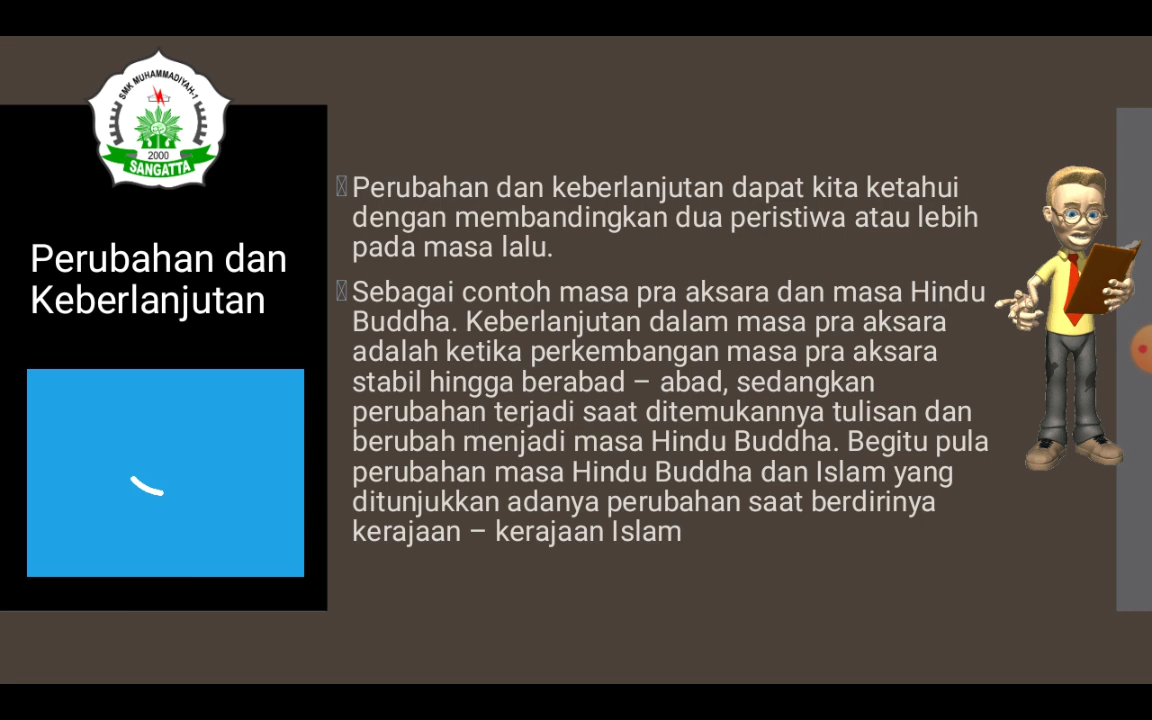 SMK MUHAMMADIYAH-1
2000
SANGATTA
Perubahan dan
Keberlanjutan
Perubahan dan keberlanjutan dapat kita ketahui
dengan membandingkan dua peristiwa atau lebih
pada masa lalu.
Sebagai contoh masa pra aksara dan masa Hindu
Buddha. Keberlanjutan dalam masa pra aksara
adalah ketika perkembangan masa pra aksara
stabil hingga berabad – abad, sedangkan
perubahan terjadi saat ditemukannya tulisan dan
berubah menjadi masa Hindu Buddha. Begitu pula
perubahan masa Hindu Buddha dan Islam yang
ditunjukkan adanya perubahan saat berdirinya
kerajaan – kerajaan Islam